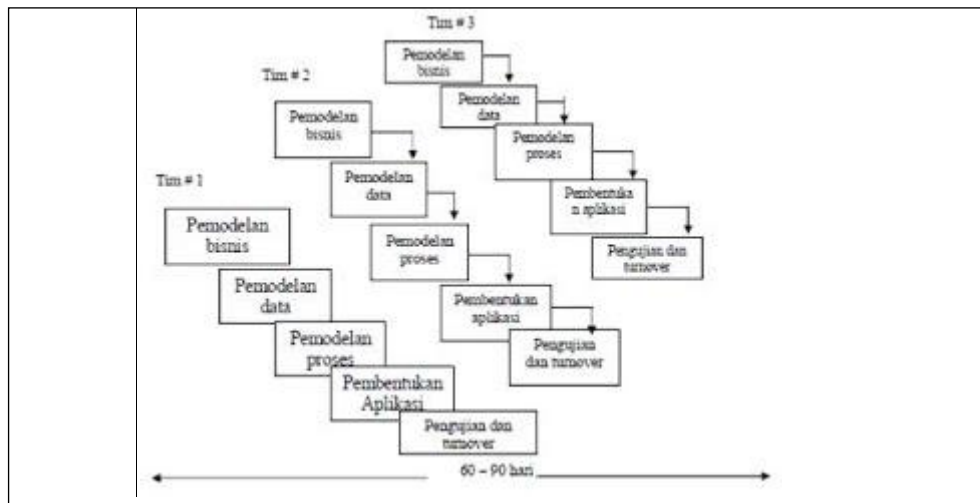 Tim # 3
Pemodelan
bisnis
Pemodelan
data
Pemodelan
proses
Pembentuka
n aplikasi
Pengujian dan
turnover
Tim # 2
Pemodelan
bisnis
Pemodelan
data
Pemodelan
proses
Pembentukan
aplikasi
Pengujian
dan turnover
Tim # 1
Pemodelan
bisnis
Pemodelan
data
Pemodelan
proses
Pembentukan
Aplikasi
Pengujian dan
turnover
60 – 90 hari